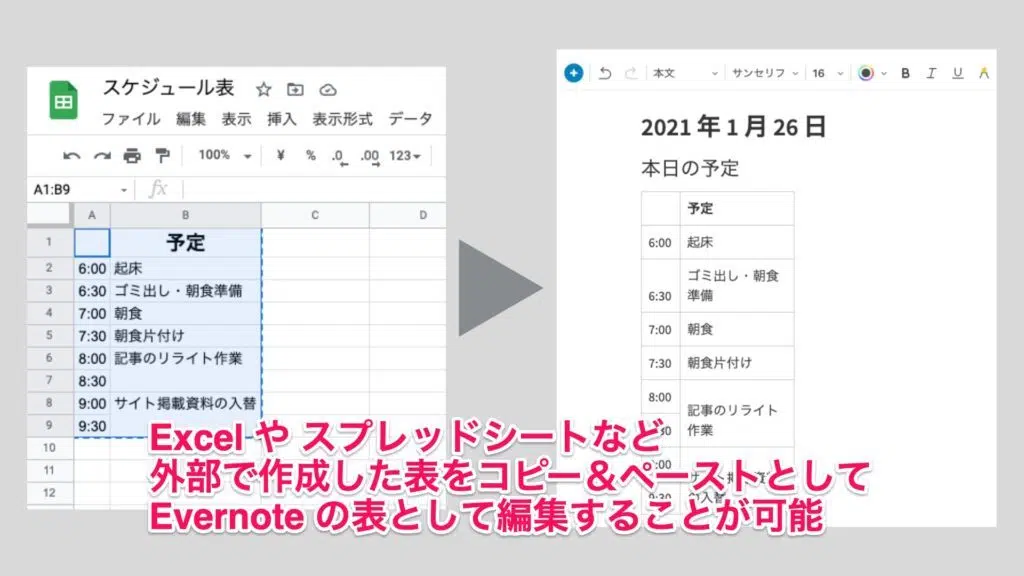 スケジュール表
ファイル 編集 表示 挿入 表示形式 データ
100% ¥ % .0 .00 123
A1:B9 fx
A B C D
1 予定
2 6:00 起床
3 6:30 ゴミ出し・朝食準備
4 7:00 朝食
5 7:30 朝食片付け
6 8:00 記事のリライト作業
7 8:30
8 9:00 サイト掲載資料の入替
9 9:30
10
11
12
本文 サンセリフ 16 B I U A
2021 年 1 月 26 日
本日の予定
予定
6:00 起床
ゴミ出し・朝食
6:30 準備
7:00 朝食
7:30 朝食片付け
8:00
記事のリライト
作業
Excel や スプレッドシートなど
外部で作成した表をコピー＆ペーストとして
Evernote の表として編集することが可能